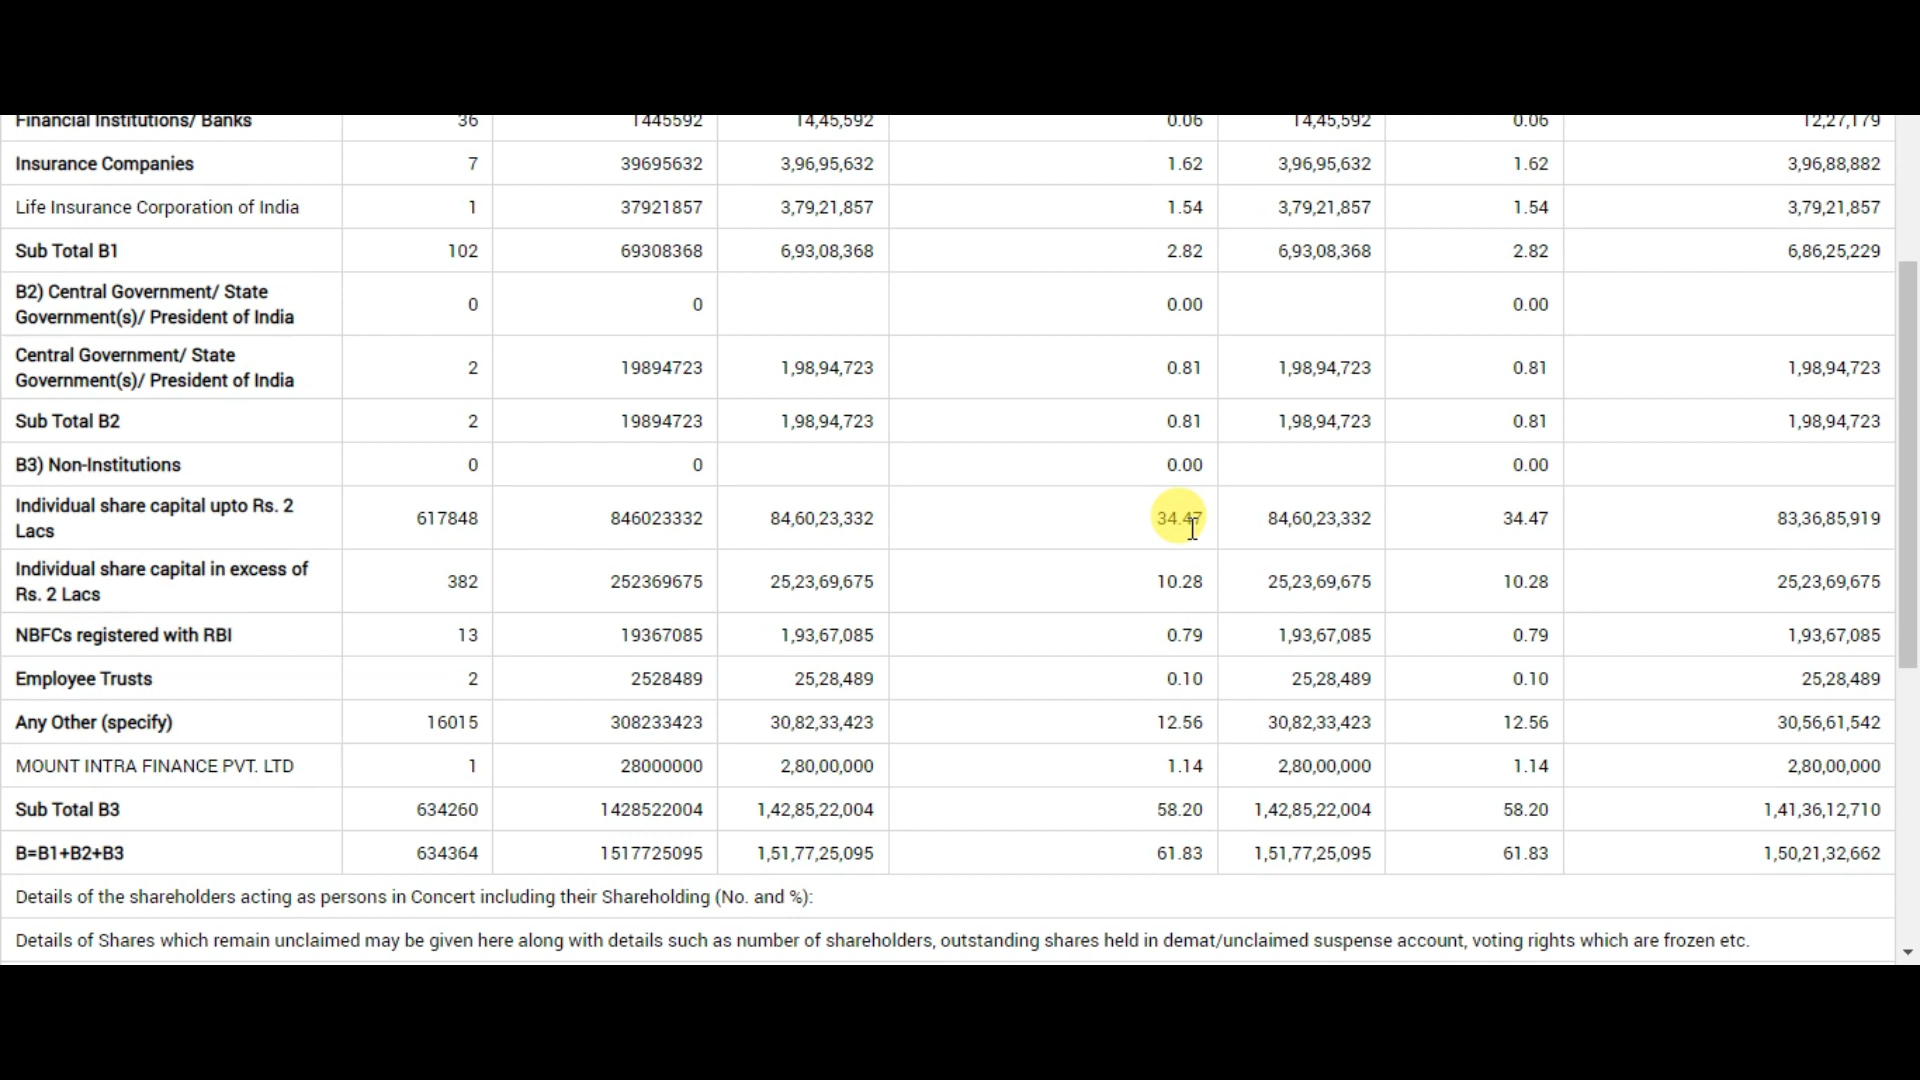 Financial Institutions/ Banks 36 1445592 14,45,592 0.06 14,45,592 0.06 12,27,179
Insurance Companies 7 39695632 3,96,95,632 1.62 3,96,95,632 1.62 3,96,88,882
Life Insurance Corporation of India 1 37921857 3,79,21,857 1.54 3,79,21,857 1.54 3,79,21,857
Sub Total B1 102 69308368 6,93,08,368 2.82 6,93,08,368 2.82 6,86,25,229
B2) Central Government/ State
Government(s)/ President of India 0 0 0.00 0.00
Central Government/ State
Government(s)/ President of India 2 19894723 1,98,94,723 0.81 1,98,94,723 0.81 1,98,94,723
Sub Total B2 2 19894723 1,98,94,723 0.81 1,98,94,723 0.81 1,98,94,723
B3) Non-Institutions 0 0 0.00 0.00
Individual share capital upto Rs. 2
Lacs 617848 846023332 84,60,23,332 34.47 84,60,23,332 34.47 83,36,85,919
Individual share capital in excess of
Rs. 2 Lacs 382 252369675 25,23,69,675 10.28 25,23,69,675 10.28 25,23,69,675
NBFCs registered with RBI 13 19367085 1,93,67,085 0.79 1,93,67,085 0.79 1,93,67,085
Employee Trusts 2 2528489 25,28,489 0.10 25,28,489 0.10 25,28,489
Any Other (specify) 16015 308233423 30,82,33,423 12.56 30,82,33,423 12.56 30,56,61,542
MOUNT INTRA FINANCE PVT. LTD 1 28000000 2,80,00,000 1.14 2,80,00,000 1.14 2,80,00,000
Sub Total B3 634260 1428522004 1,42,85,22,004 58.20 1,42,85,22,004 58.20 1,41,36,12,710
B=B1+B2+B3 634364 1517725095 1,51,77,25,095 61.83 1,51,77,25,095 61.83 1,50,21,32,662
Details of the shareholders acting as persons in Concert including their Shareholding (No. and %):
Details of Shares which remain unclaimed may be given here along with details such as number of shareholders, outstanding shares held in demat/unclaimed suspense account, voting rights which are frozen etc.